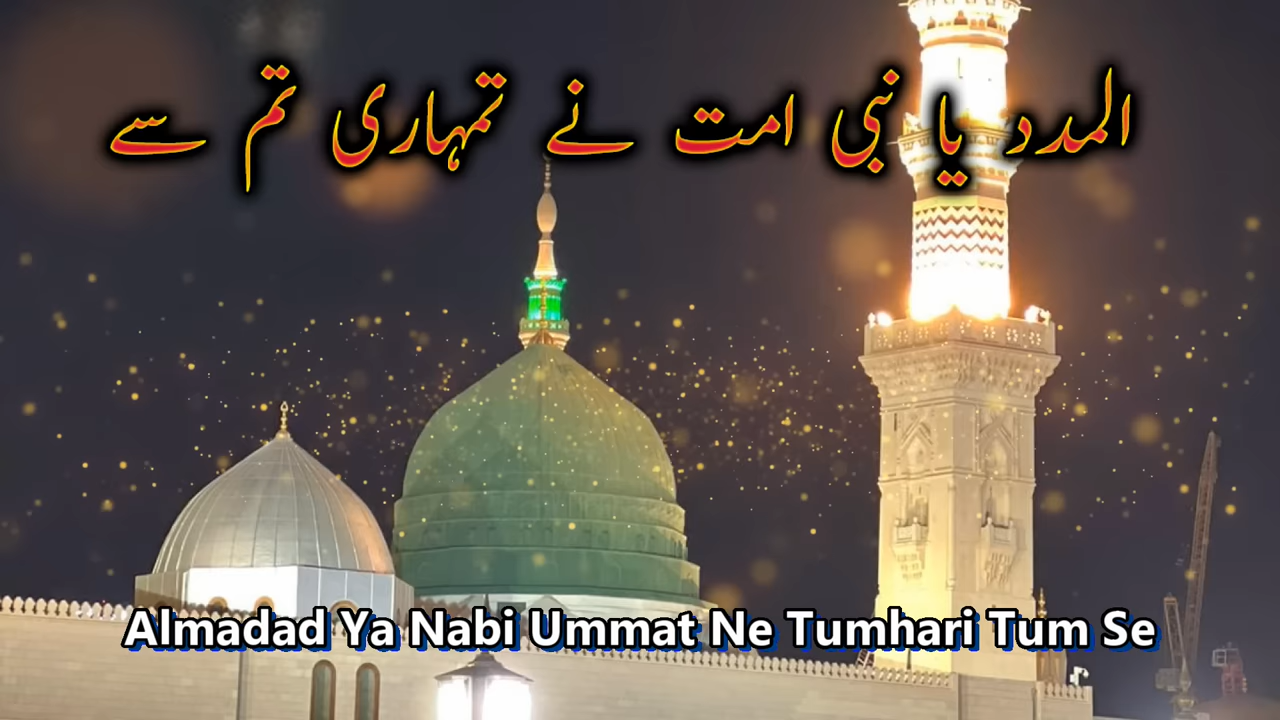 المدد یا نبی امت نے تمہاری تم سے
Almadad Ya Nabi Ummat Ne Tumhari Tum Se